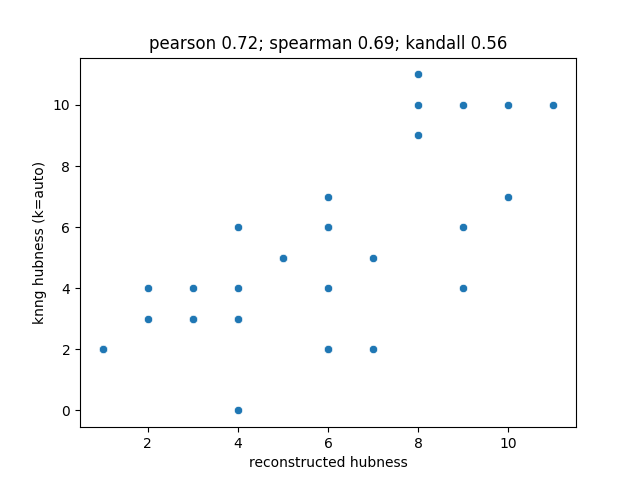 pearson 0.72; spearman 0.69; kandall 0.56
10
8
6
4
2
0
knng hubness (k=auto)
2 4 6 8 10
reconstructed hubness